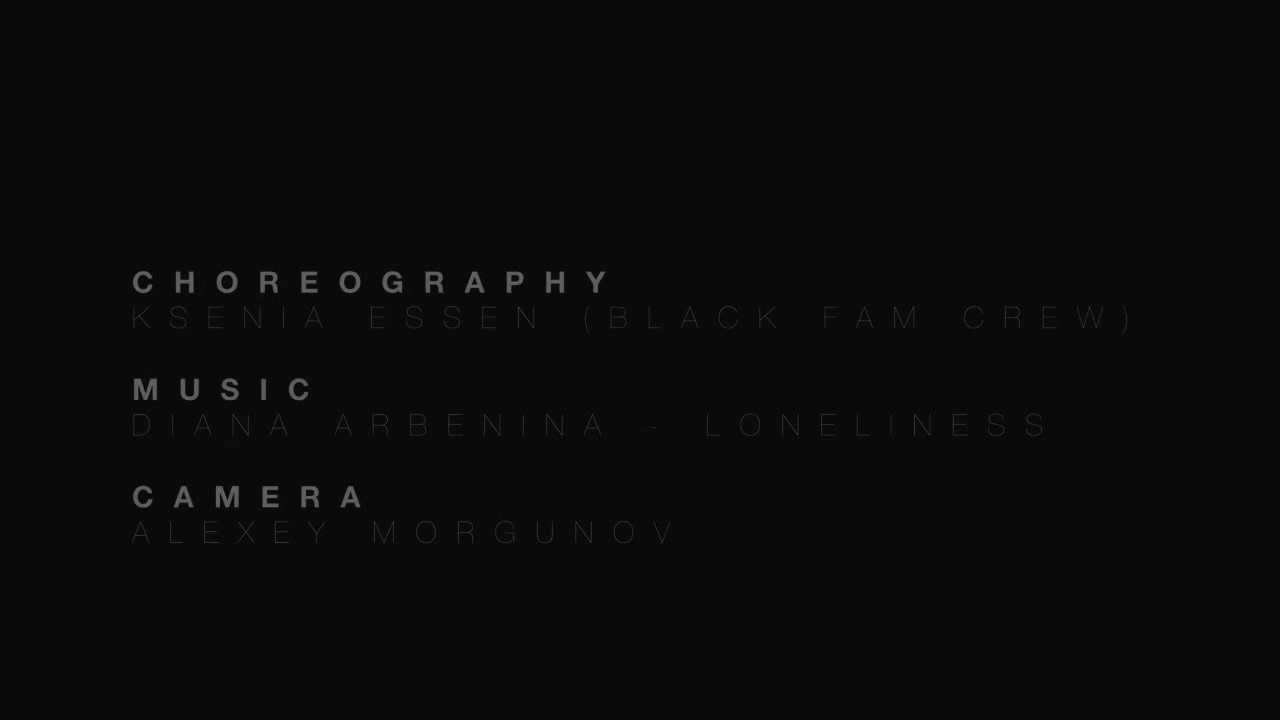 CHOREOGRAPHY
KSENIA ESSEN (BLACK FAM CREW)
MUSIC
DIANA ARBENINA - LONELINESS
CAMERA
ALEXEY MORGUNOV